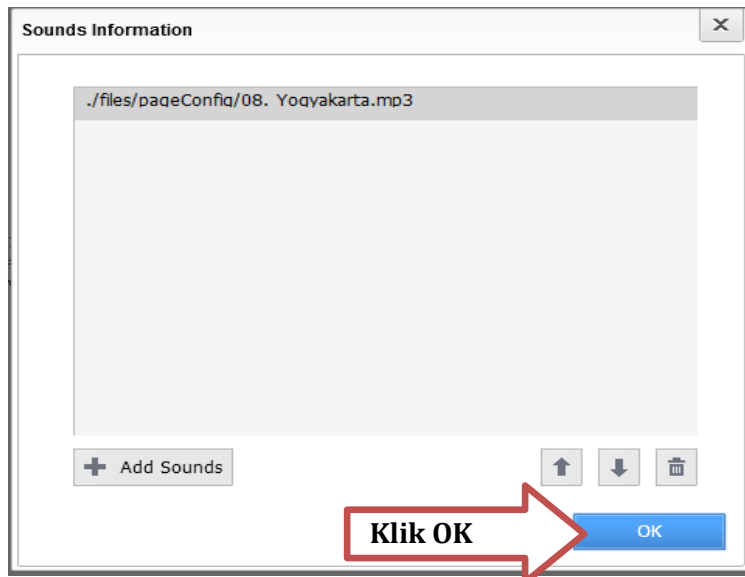 Sounds Information
./files/pageConfig/08. Yogyakarta.mp3
Add Sounds
Klik OK
OK